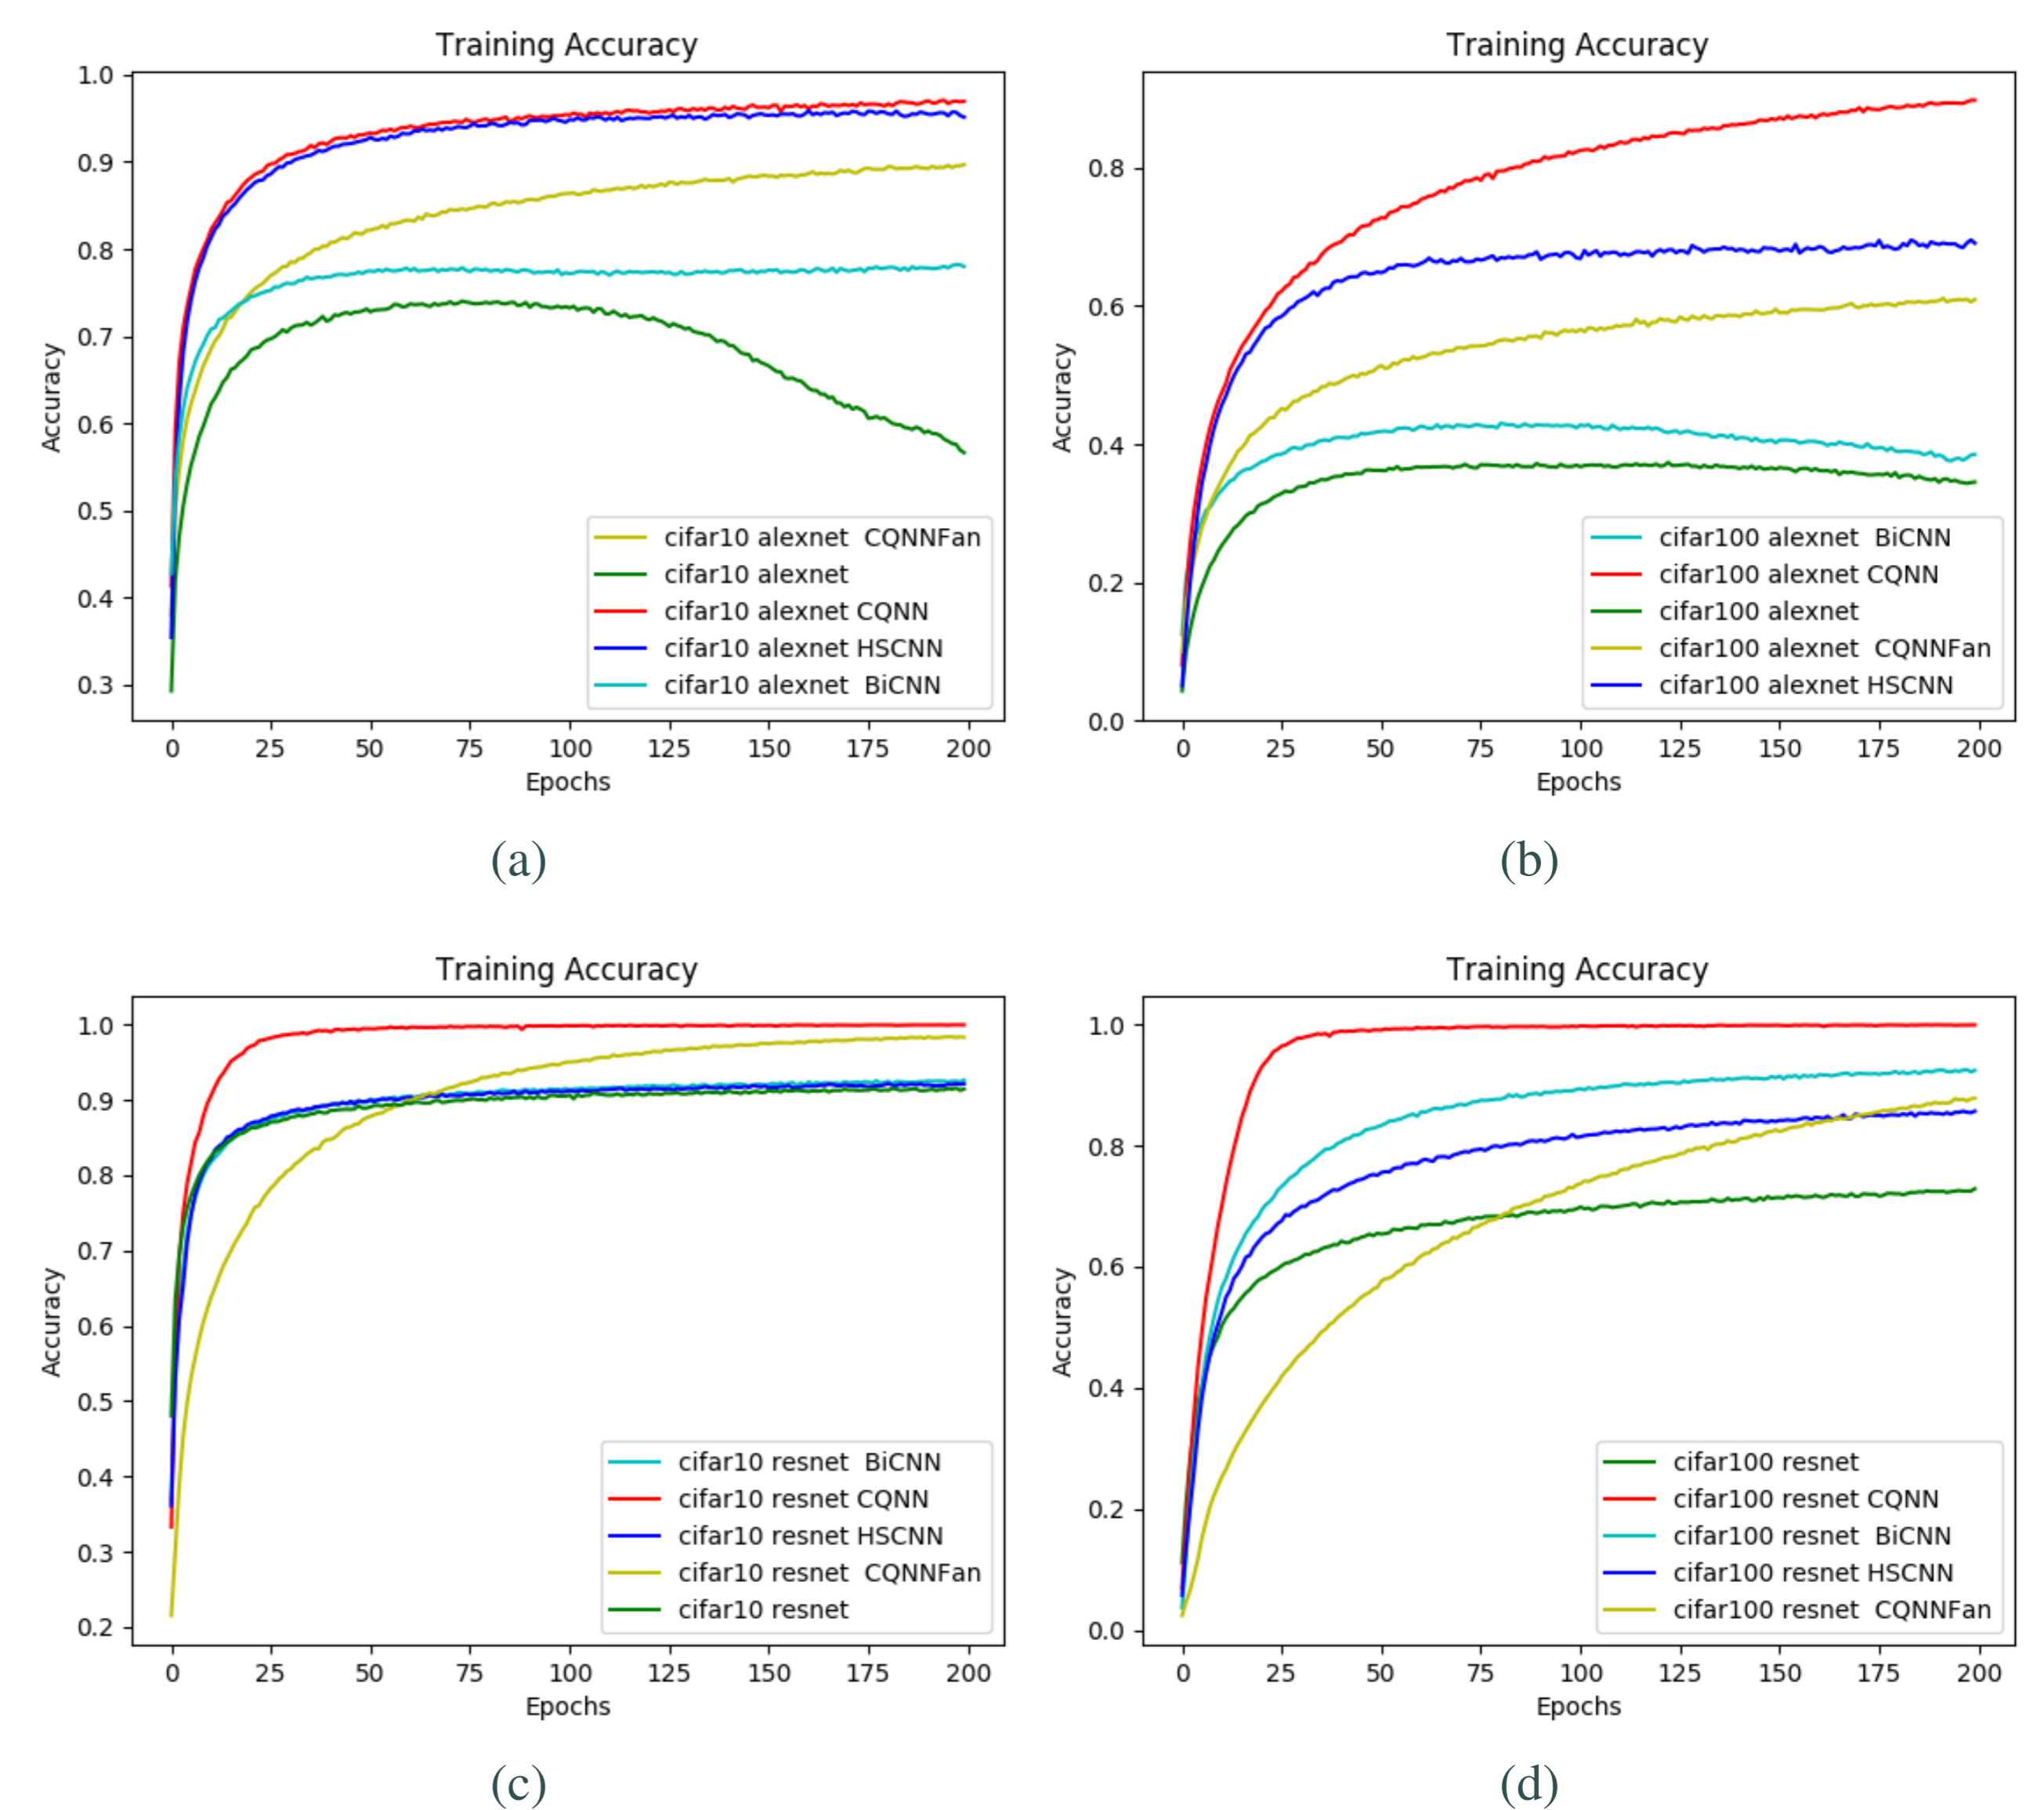 Training Accuracy
1.0
0.9
0.8
0.7
0.6
0.5
0.4
0.3
Accuracy
cifar10 alexnet  CQNNFan
cifar10 alexnet
cifar10 alexnet CQNN
cifar10 alexnet HSCNN
cifar10 alexnet  BiCNN
0 25 50 75 100 125 150 175 200
Epochs
(a)
Training Accuracy
0.8
0.6
0.4
0.2
0.0
Accuracy
cifar100 alexnet  BiCNN
cifar100 alexnet CQNN
cifar100 alexnet
cifar100 alexnet  CQNNFan
cifar100 alexnet HSCNN
0 25 50 75 100 125 150 175 200
Epochs
(b)
Training Accuracy
1.0
0.9
0.8
0.7
0.6
0.5
0.4
0.3
0.2
Accuracy
cifar10 resnet  BiCNN
cifar10 resnet CQNN
cifar10 resnet HSCNN
cifar10 resnet  CQNNFan
cifar10 resnet
0 25 50 75 100 125 150 175 200
Epochs
(c)
Training Accuracy
1.0
0.8
0.6
0.4
0.2
0.0
Accuracy
cifar100 resnet
cifar100 resnet CQNN
cifar100 resnet  BiCNN
cifar100 resnet HSCNN
cifar100 resnet  CQNNFan
0 25 50 75 100 125 150 175 200
Epochs
(d)